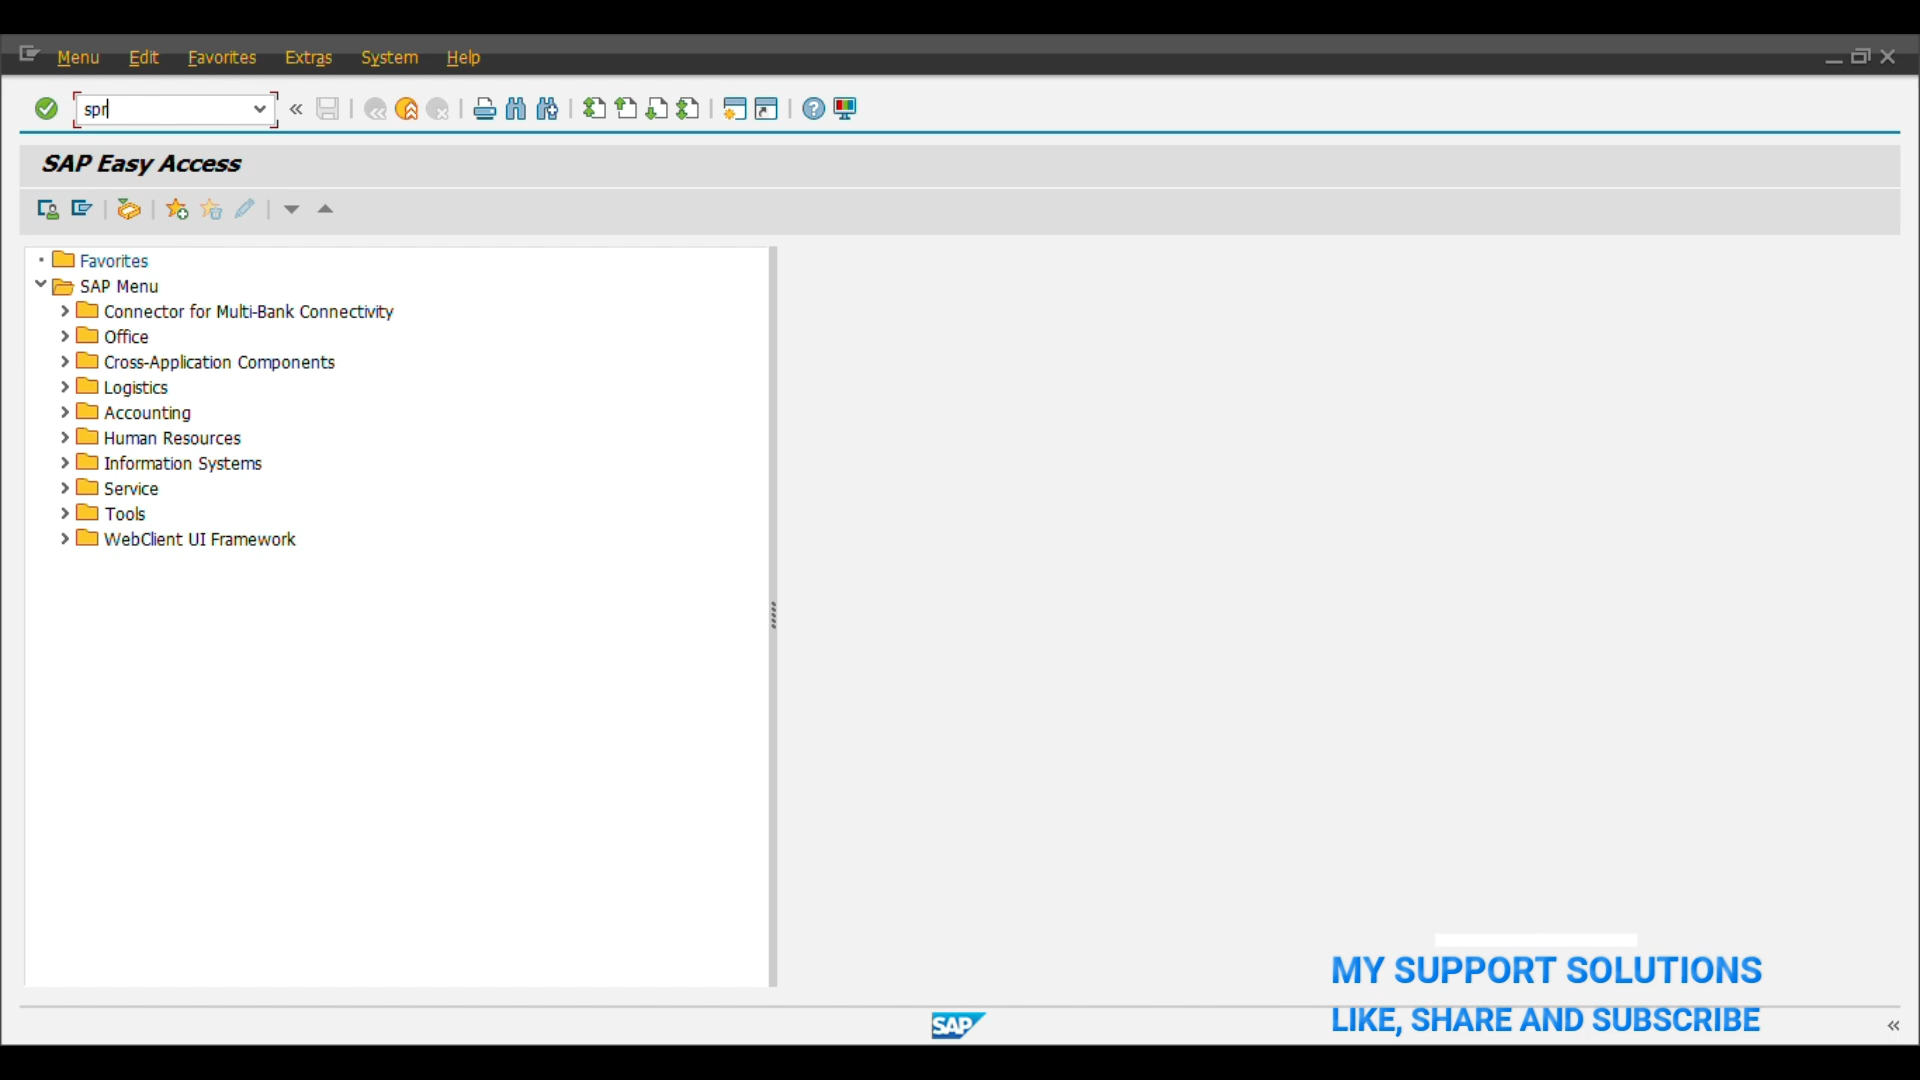 Menu Edit Favorites Extras System Help
spr
SAP Easy Access
Favorites
SAP Menu
Connector for Multi-Bank Connectivity
Office
Cross-Application Components
Logistics
Accounting
Human Resources
Information Systems
Service
Tools
WebClient UI Framework
MY SUPPORT SOLUTIONS
SAP
LIKE, SHARE AND SUBSCRIBE